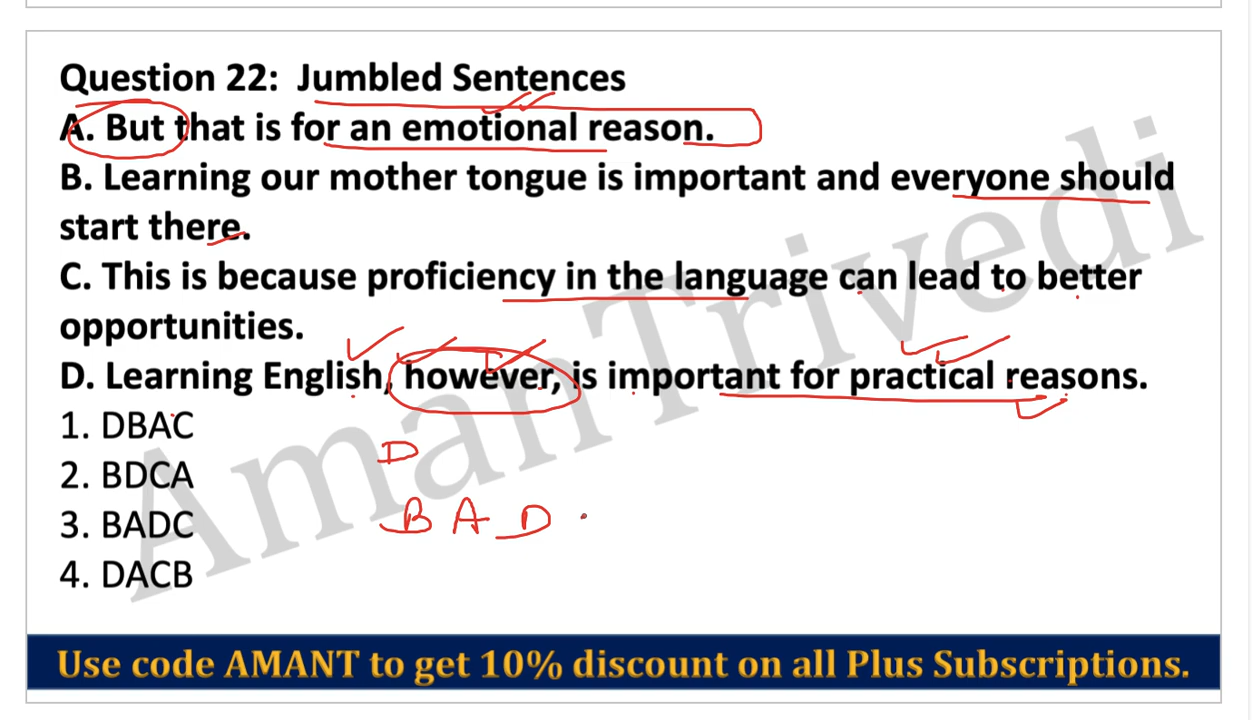 Question 22: Jumbled Sentences
A. But that is for an emotional reason.
B. Learning our mother tongue is important and everyone should
start there.
C. This is because proficiency in the language can lead to better
opportunities.
D. Learning English, however, is important for practical reasons.
1. DBAC
D
2. BDCA
3. BADC
B A D
4. DACB
AmanTrivedi
Use code AMANT to get 10% discount on all Plus Subscriptions.